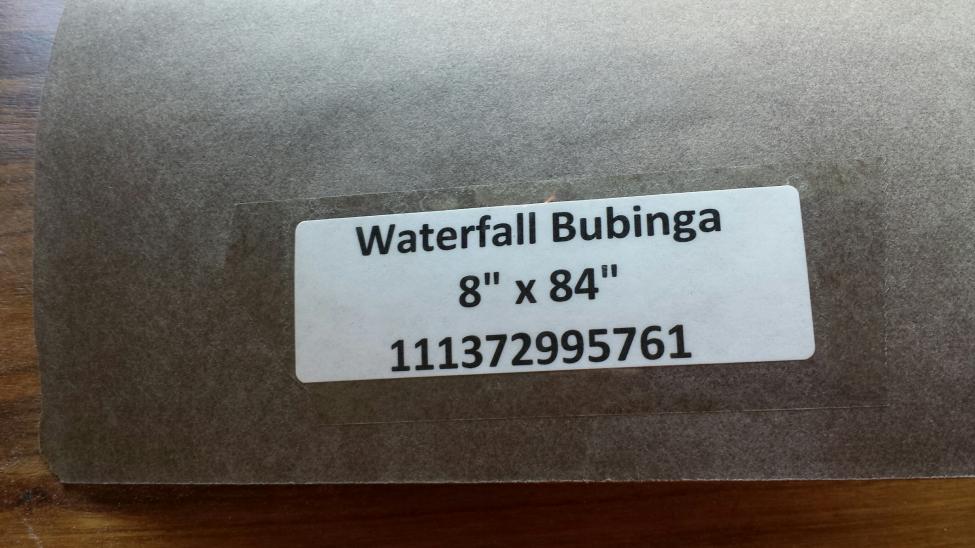 Waterfall Bubinga
8" x 84"
111372995761